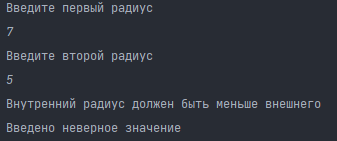 Введите первый радиус
7
Введите второй радиус
5
Внутренний радиус должен быть меньше внешнего
Введено неверное значение